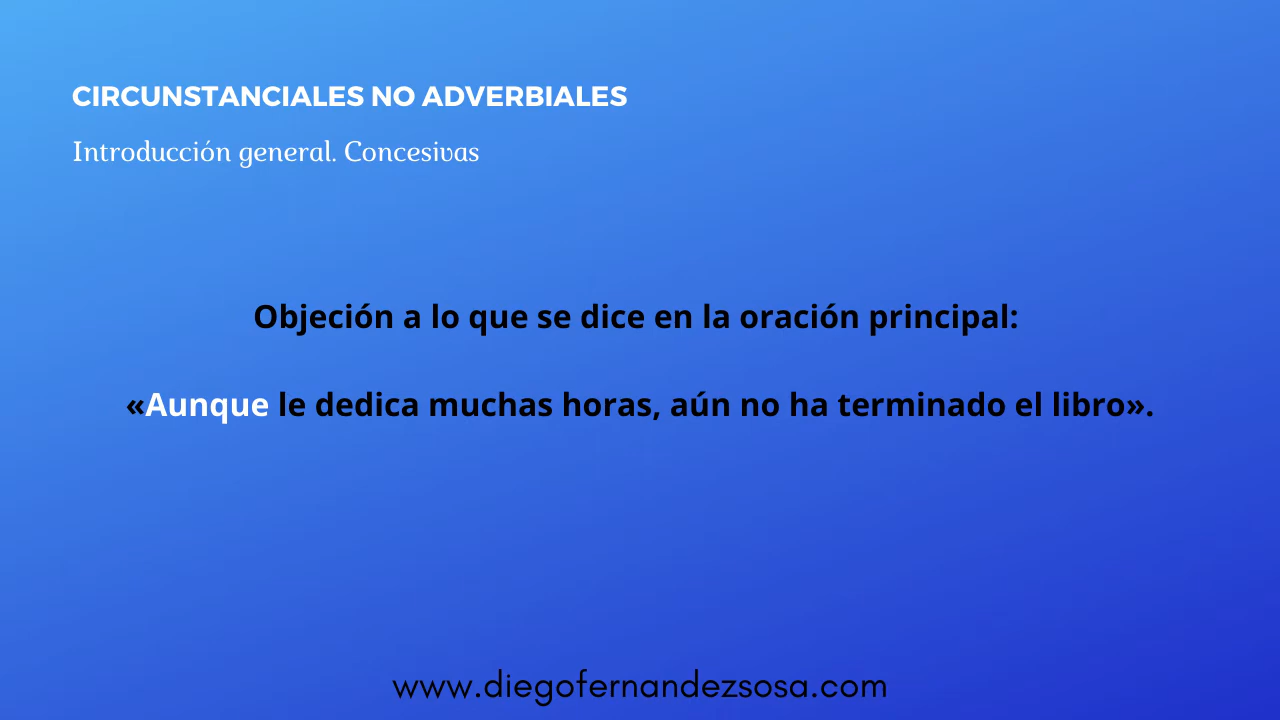 CIRCUNSTANCIALES NO ADVERBIALES
Introducción general. Concesivas
Objeción a lo que se dice en la oración principal:
«Aunque le dedica muchas horas, aún no ha terminado el libro».
www.diegofernandezsosa.com